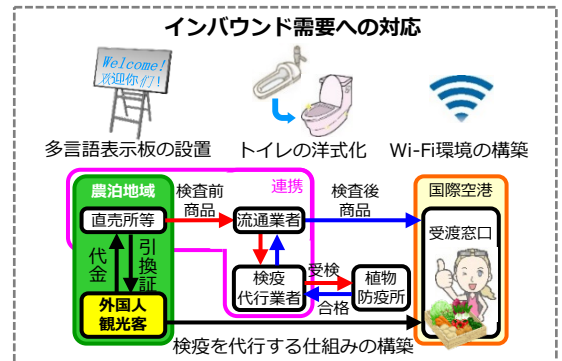 インバウンド需要への対応
Welcome!
欢迎你们!
多言語表示板の設置
トイレの洋式化
Wi-Fi環境の構築
農泊地域
検査前
商品
連携
検査後
商品
国際空港
直売所等
流通業者
受渡窓口
代金
引換証
検疫
代行業者
受検
合格
植物
防疫所
外国人
観光客
検疫を代行する仕組みの構築